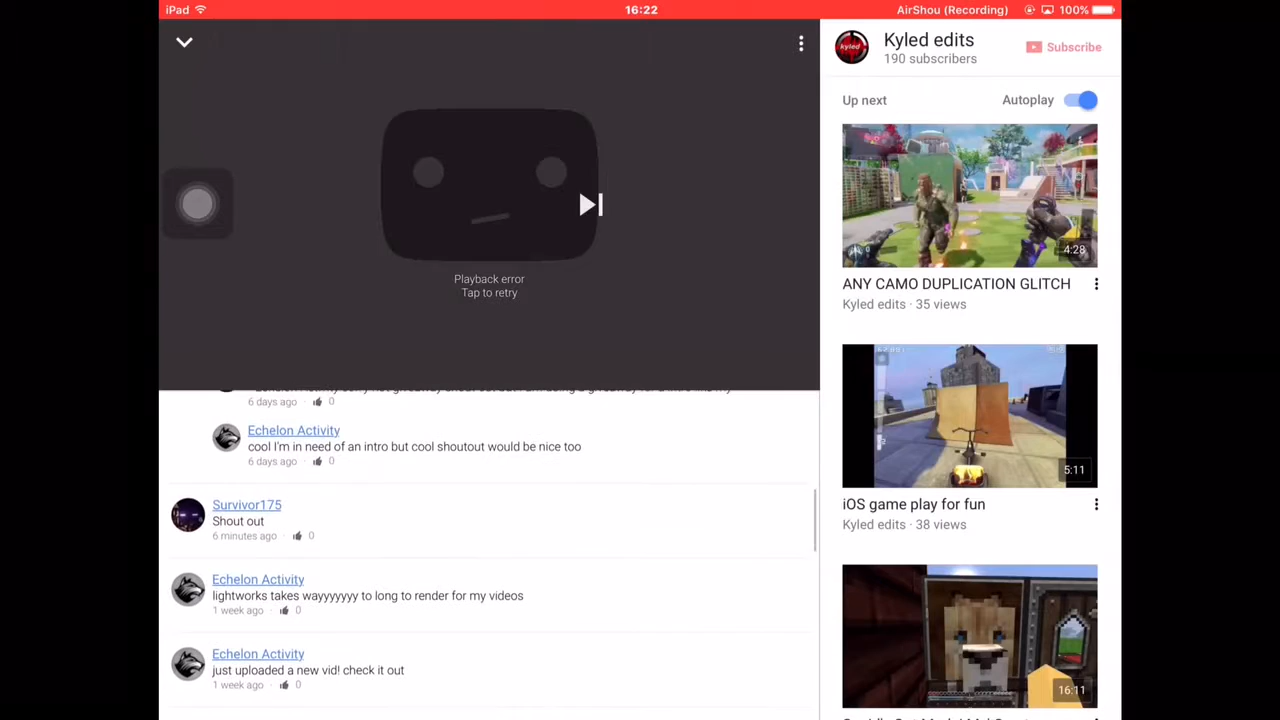 iPad
16:22
AirShou (Recording)
100%
Playback error
Tap to retry
6 days ago · 0
Echelon Activity
cool I'm in need of an intro but cool shoutout would be nice too
6 days ago · 0
Survivor175
Shout out
6 minutes ago · 0
Echelon Activity
lightworks takes wayyyyyyy to long to render for my videos
1 week ago · 0
Echelon Activity
just uploaded a new vid! check it out
1 week ago · 0
kyled
Kyled edits
190 subscribers
Subscribe
Up next
Autoplay
4:28
ANY CAMO DUPLICATION GLITCH
Kyled edits · 35 views
5:11
iOS game play for fun
Kyled edits · 38 views
16:11